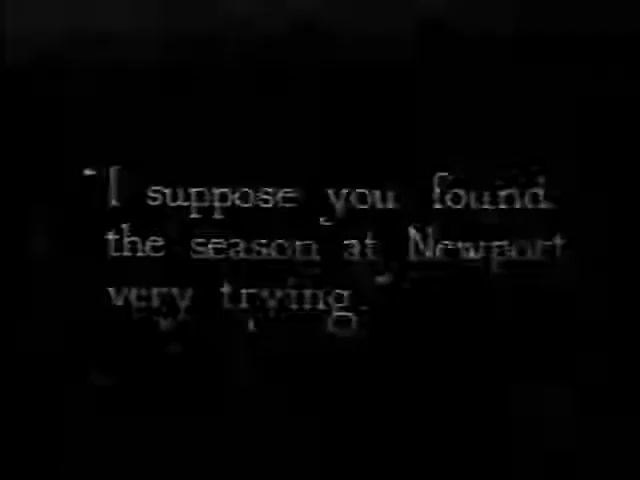 "I suppose you found
the season at Newport
very trying.